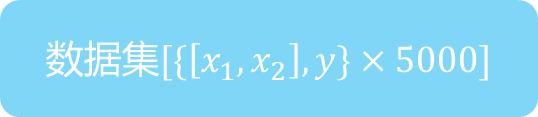 数据集[{[x₁, x₂], y} × 5000]